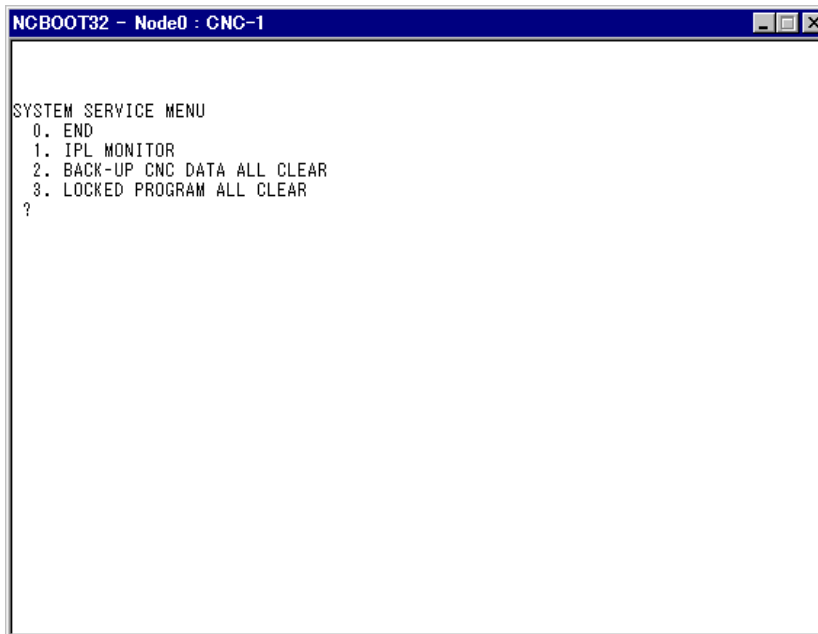 NCBOOT32 - Node0 : CNC-1
SYSTEM SERVICE MENU
0. END
1. IPL MONITOR
2. BACK-UP CNC DATA ALL CLEAR
3. LOCKED PROGRAM ALL CLEAR
?